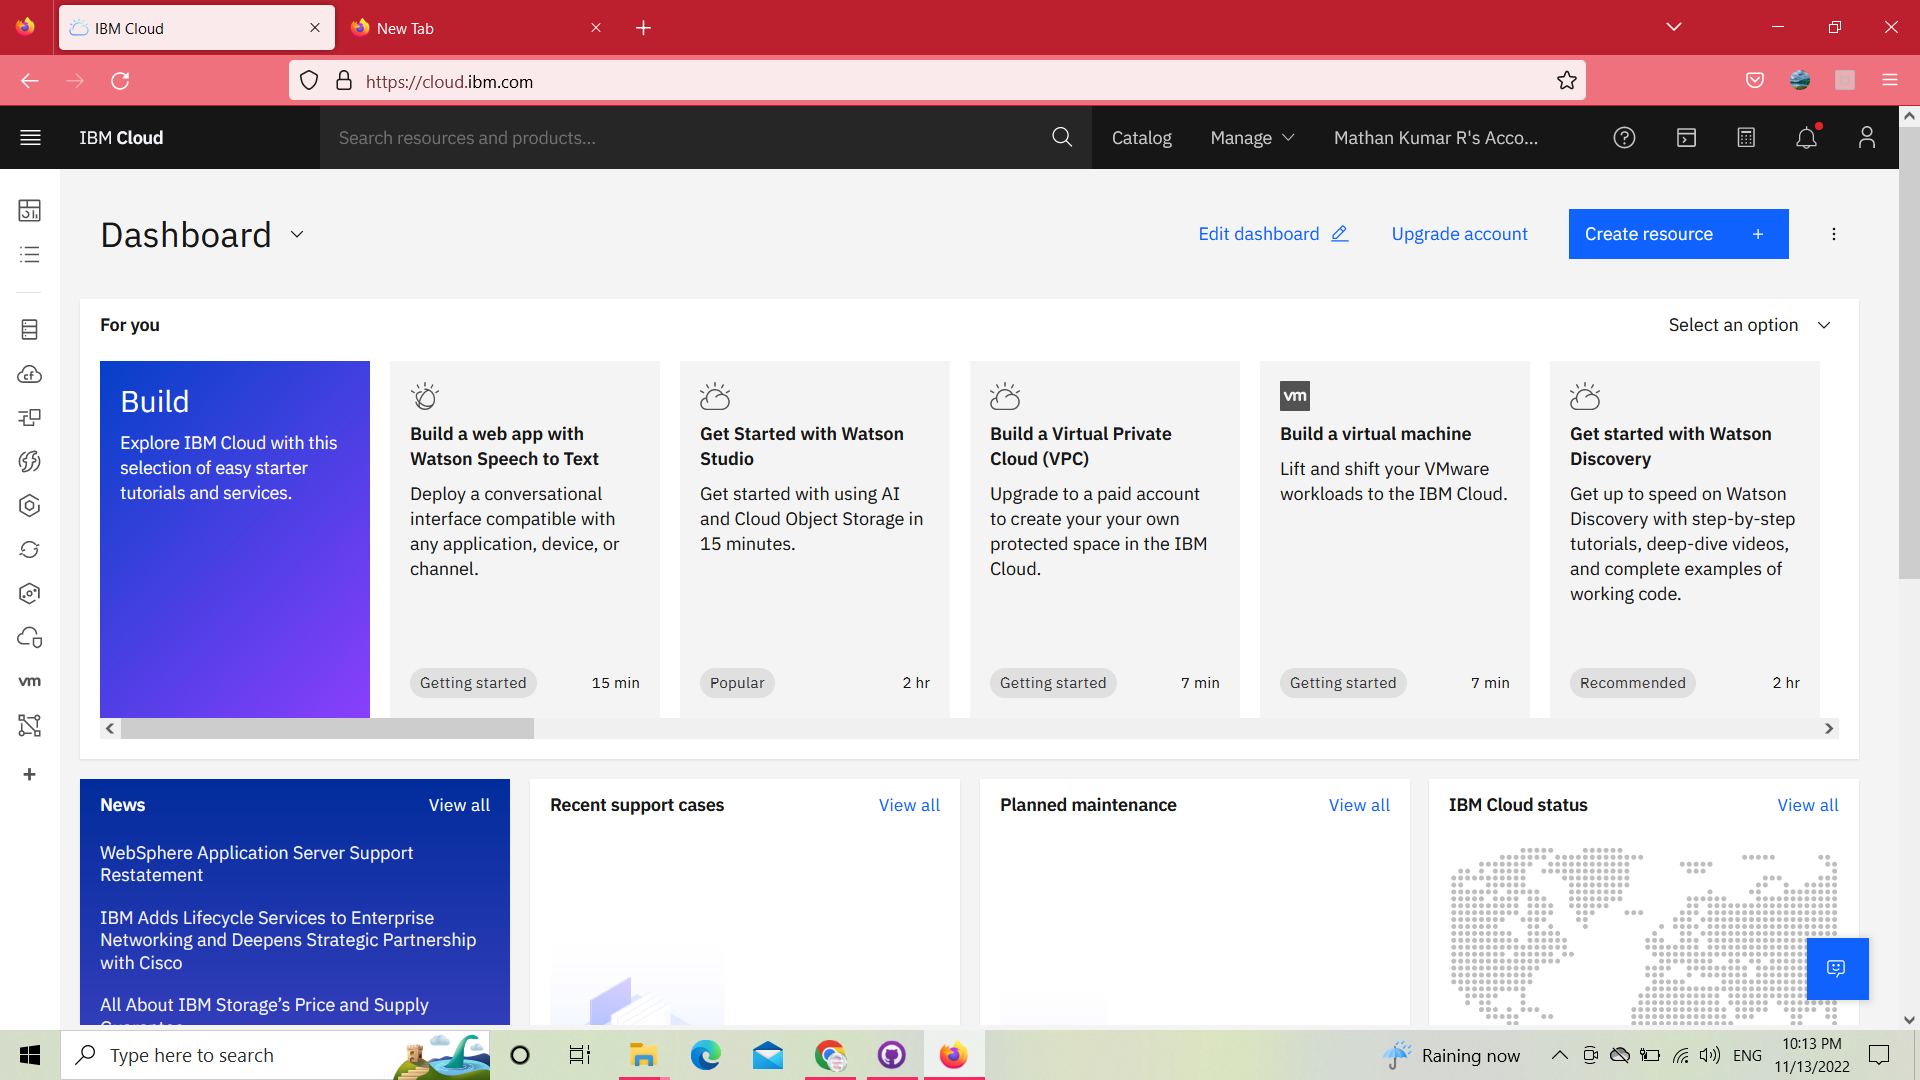 IBM Cloud
New Tab
https://cloud.ibm.com
IBM Cloud
Search resources and products...
Catalog
Manage
Mathan Kumar R's Acco...
Dashboard
Edit dashboard
Upgrade account
Create resource +
For you
Select an option
Build
Explore IBM Cloud with this
selection of easy starter
tutorials and services.
Build a web app with
Watson Speech to Text
Deploy a conversational
interface compatible with
any application, device, or
channel.
Getting started 15 min
Get Started with Watson
Studio
Get started with using AI
and Cloud Object Storage in
15 minutes.
Popular 2 hr
Build a Virtual Private
Cloud (VPC)
Upgrade to a paid account
to create your your own
protected space in the IBM
Cloud.
Getting started 7 min
vm
Build a virtual machine
Lift and shift your VMware
workloads to the IBM Cloud.
Getting started 7 min
Get started with Watson
Discovery
Get up to speed on Watson
Discovery with step-by-step
tutorials, deep-dive videos,
and complete examples of
working code.
Recommended 2 hr
cf
vm
News View all
WebSphere Application Server Support
Restatement
IBM Adds Lifecycle Services to Enterprise
Networking and Deepens Strategic Partnership
with Cisco
All About IBM Storage's Price and Supply
Recent support cases View all
Planned maintenance View all
IBM Cloud status View all
Type here to search
Raining now
ENG
10:13 PM
11/13/2022